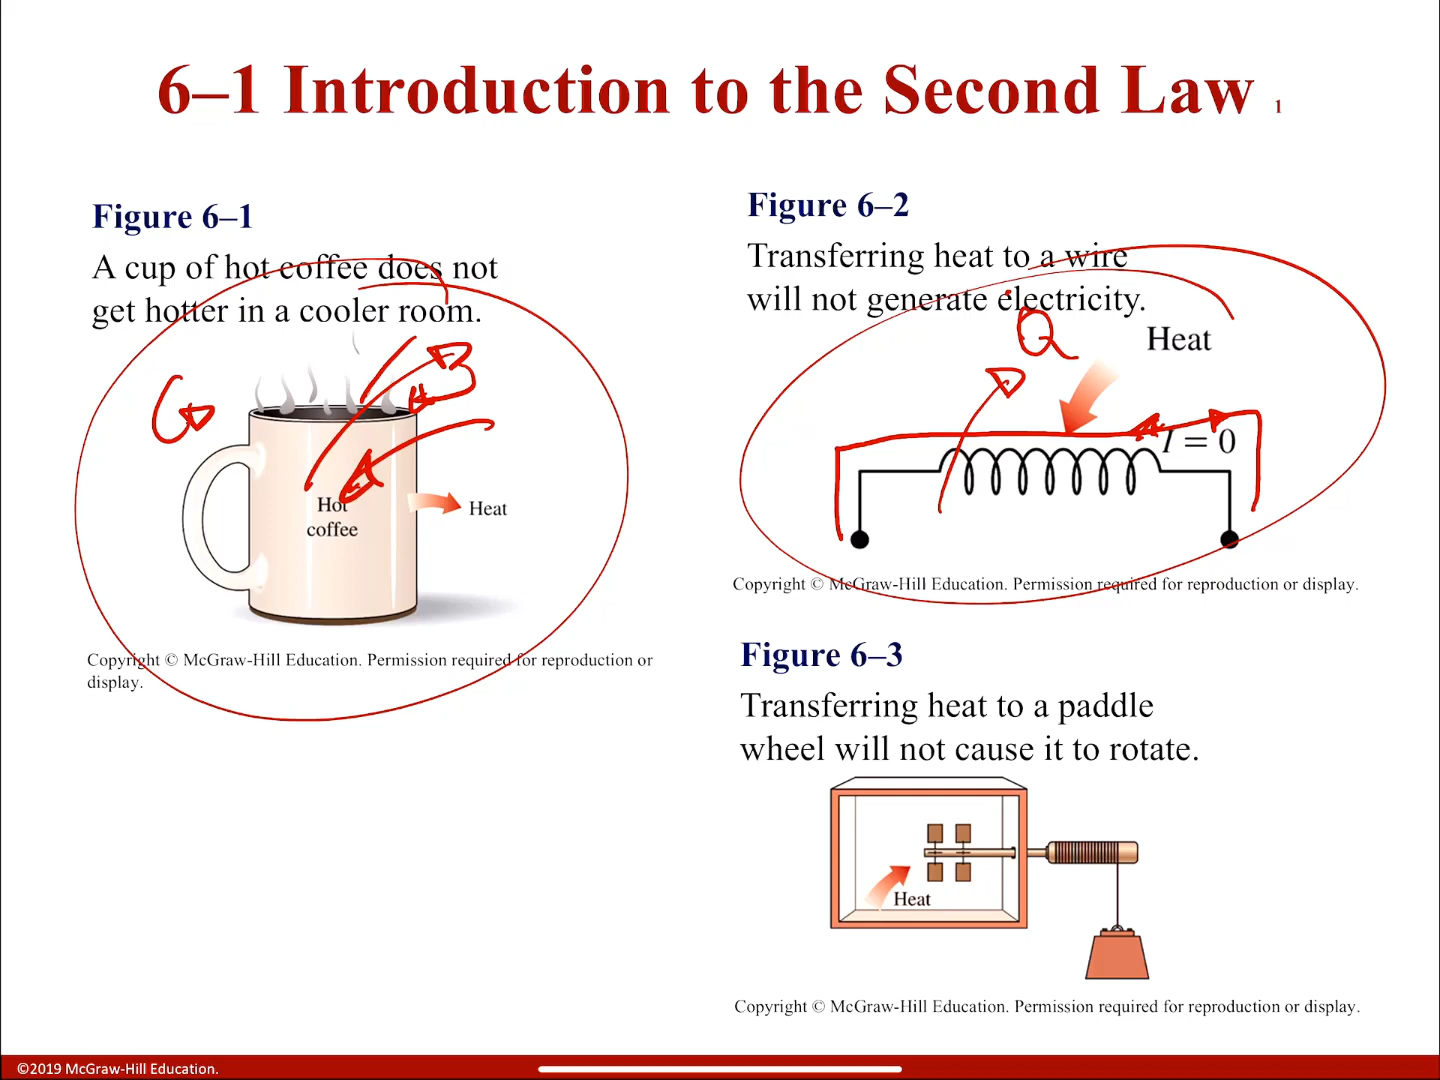 6–1 Introduction to the Second Law 1
Figure 6–1
A cup of hot coffee does not
get hotter in a cooler room.
Hot
coffee
Heat
Copyright © McGraw-Hill Education. Permission required for reproduction or
display.
Figure 6–2
Transferring heat to a wire
will not generate electricity.
Q
Heat
I = 0
Copyright © McGraw-Hill Education. Permission required for reproduction or display.
Figure 6–3
Transferring heat to a paddle
wheel will not cause it to rotate.
Heat
Copyright © McGraw-Hill Education. Permission required for reproduction or display.
©2019 McGraw-Hill Education.